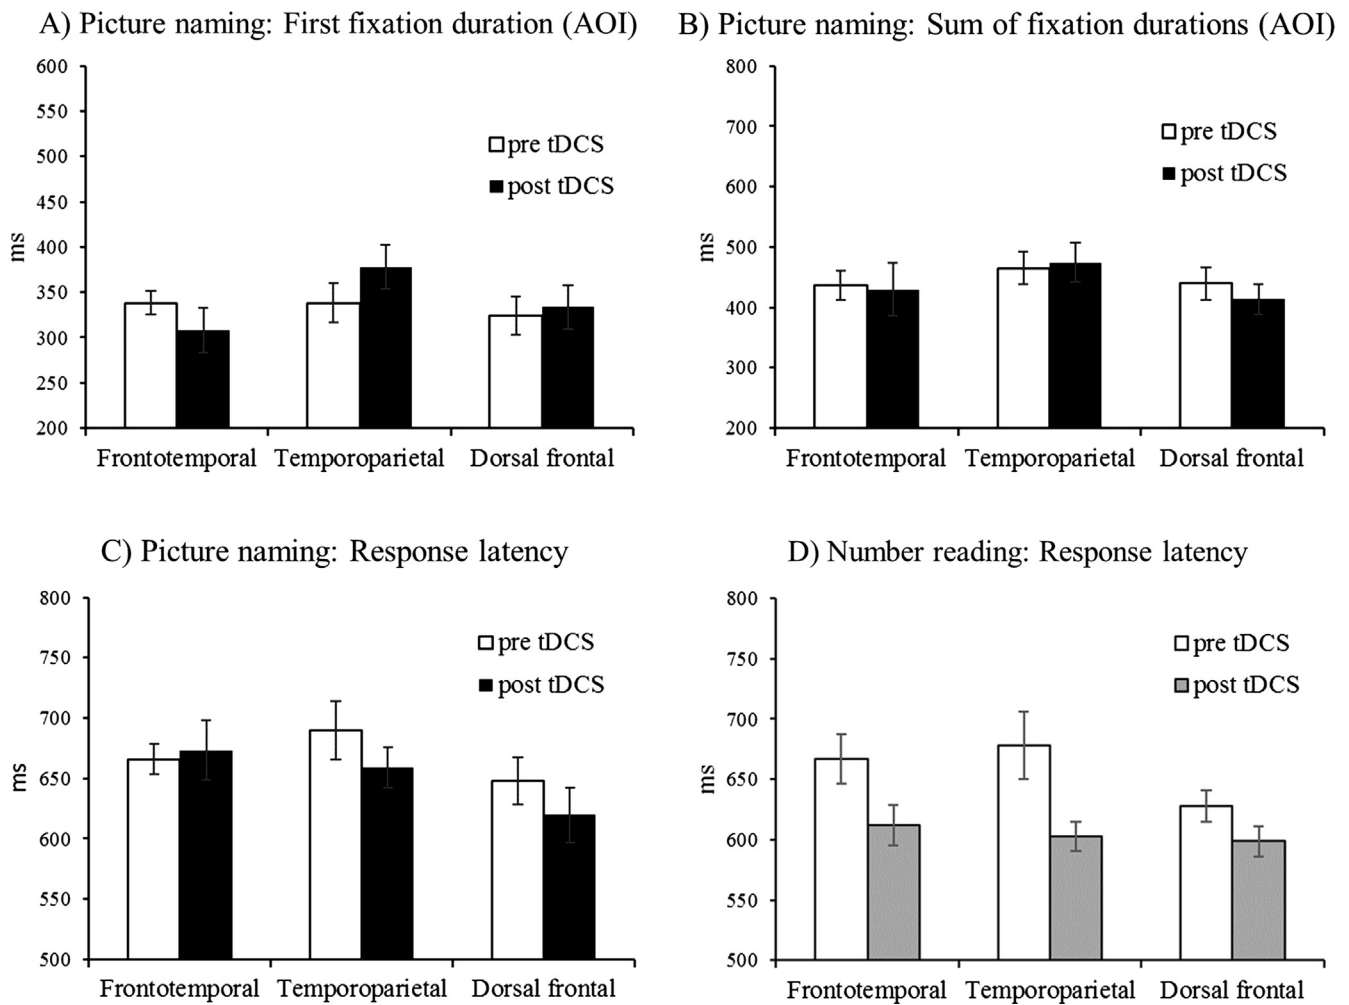 A) Picture naming: First fixation duration (AOI)
600
550
500
450
400
350
300
250
200
ms
pre tDCS
post tDCS
Frontotemporal Temporoparietal Dorsal frontal
B) Picture naming: Sum of fixation durations (AOI)
800
700
600
500
400
300
200
ms
pre tDCS
post tDCS
Frontotemporal Temporoparietal Dorsal frontal
C) Picture naming: Response latency
800
750
700
650
600
550
500
ms
pre tDCS
post tDCS
Frontotemporal Temporoparietal Dorsal frontal
D) Number reading: Response latency
800
750
700
650
600
550
500
ms
pre tDCS
post tDCS
Frontotemporal Temporoparietal Dorsal frontal